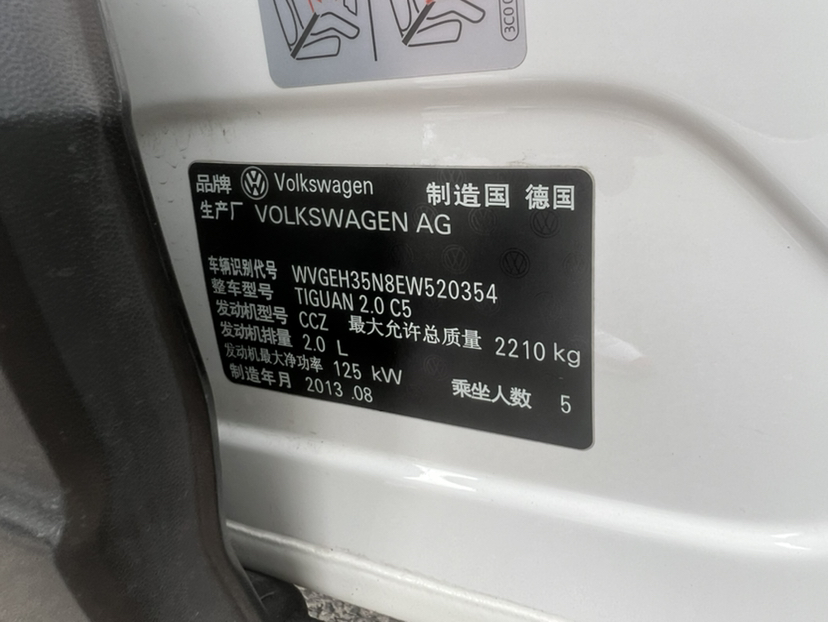 3C0
品牌 Volkswagen 制造国 德国
生产厂 VOLKSWAGEN AG
车辆识别代号 WVGEH35N8EW520354
整车型号 TIGUAN 2.0 C5
发动机型号 CCZ 最大允许总质量 2210 kg
发动机排量 2.0 L
发动机最大净功率 125 kW
制造年月 2013 .08 乘坐人数 5